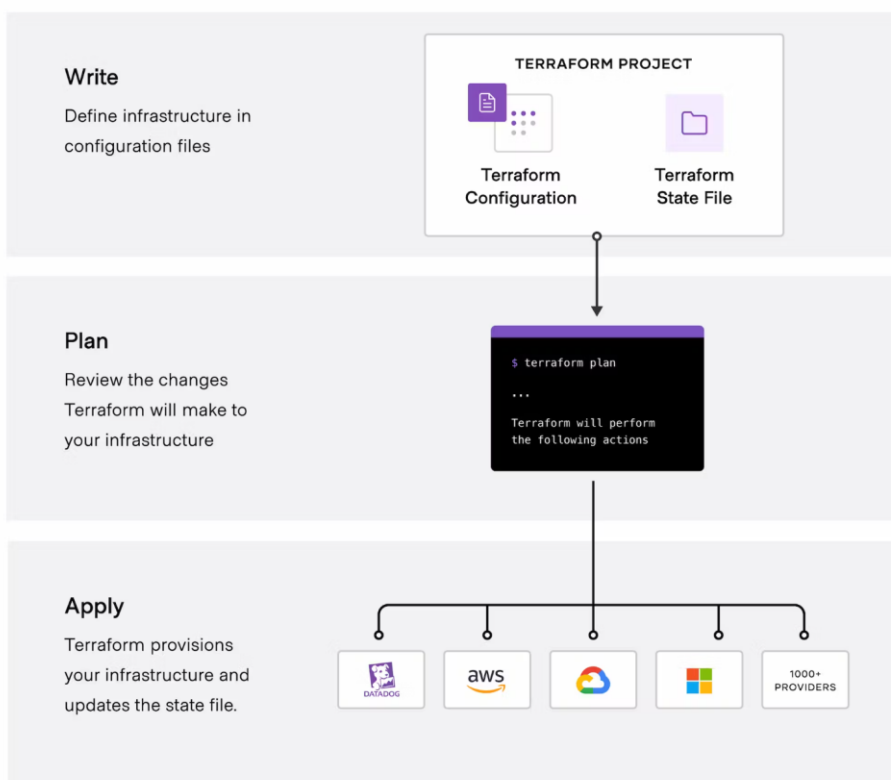 Write
Define infrastructure in
configuration files
TERRAFORM PROJECT
Terraform
Configuration
Terraform
State File
Plan
Review the changes
Terraform will make to
your infrastructure
$ terraform plan
...
Terraform will perform
the following actions
Apply
Terraform provisions
your infrastructure and
updates the state file.
DATADOG
aws
1000+
PROVIDERS